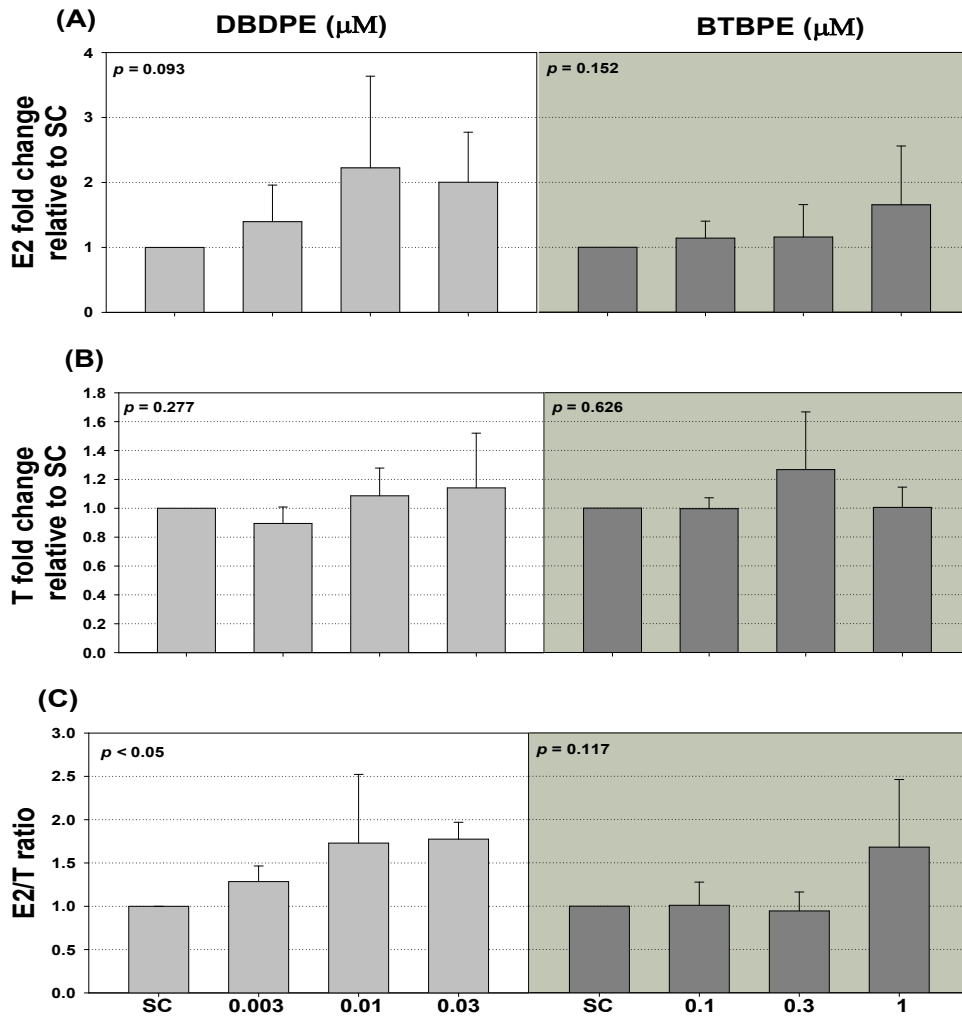 (A)
DBDPE (μM)
BTBPE (μM)
E2 fold change
relative to SC
4
3
2
1
0
p = 0.093
p = 0.152
(B)
T fold change
relative to SC
1.8
1.6
1.4
1.2
1.0
0.8
0.6
0.4
0.2
0.0
p = 0.277
p = 0.626
(C)
E2/T ratio
3.0
2.5
2.0
1.5
1.0
0.5
0.0
p < 0.05
p = 0.117
SC 0.003 0.01 0.03 SC 0.1 0.3 1